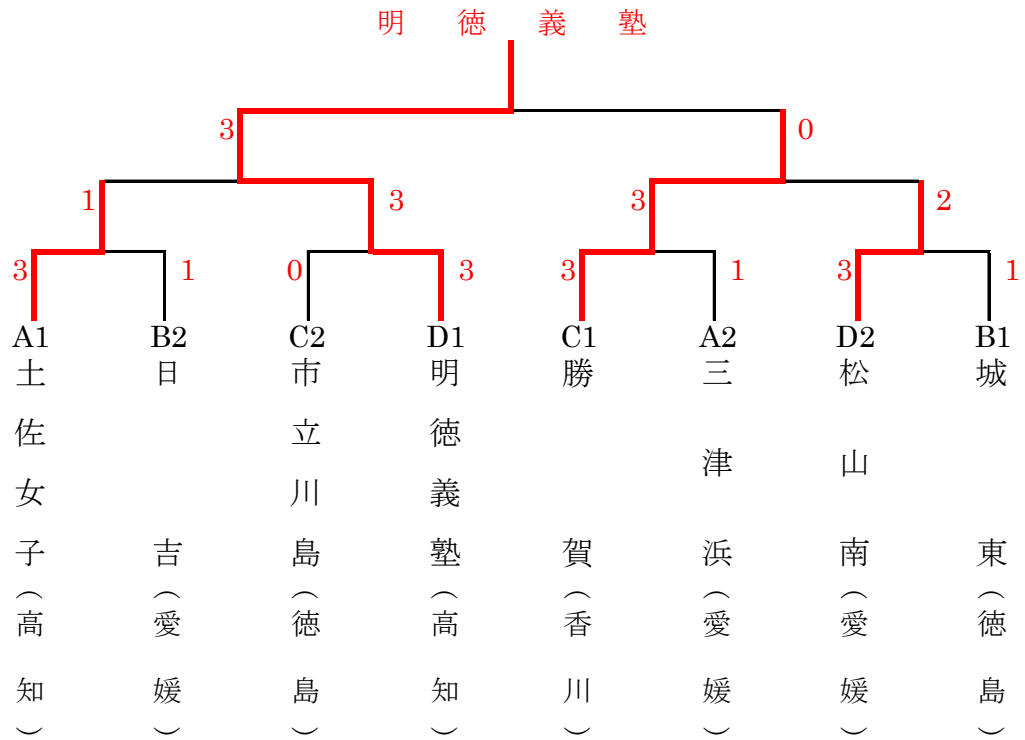 明徳義塾
3 0
1 3 3 2
3 1 0 3 3 1 3 1
A1 B2 C2 D1 C1 A2 D2 B1
土佐女子(高知)
日吉(愛媛)
市立川島(徳島)
明徳義塾(高知)
勝賀(香川)
三津浜(愛媛)
松山南(愛媛)
城東(徳島)